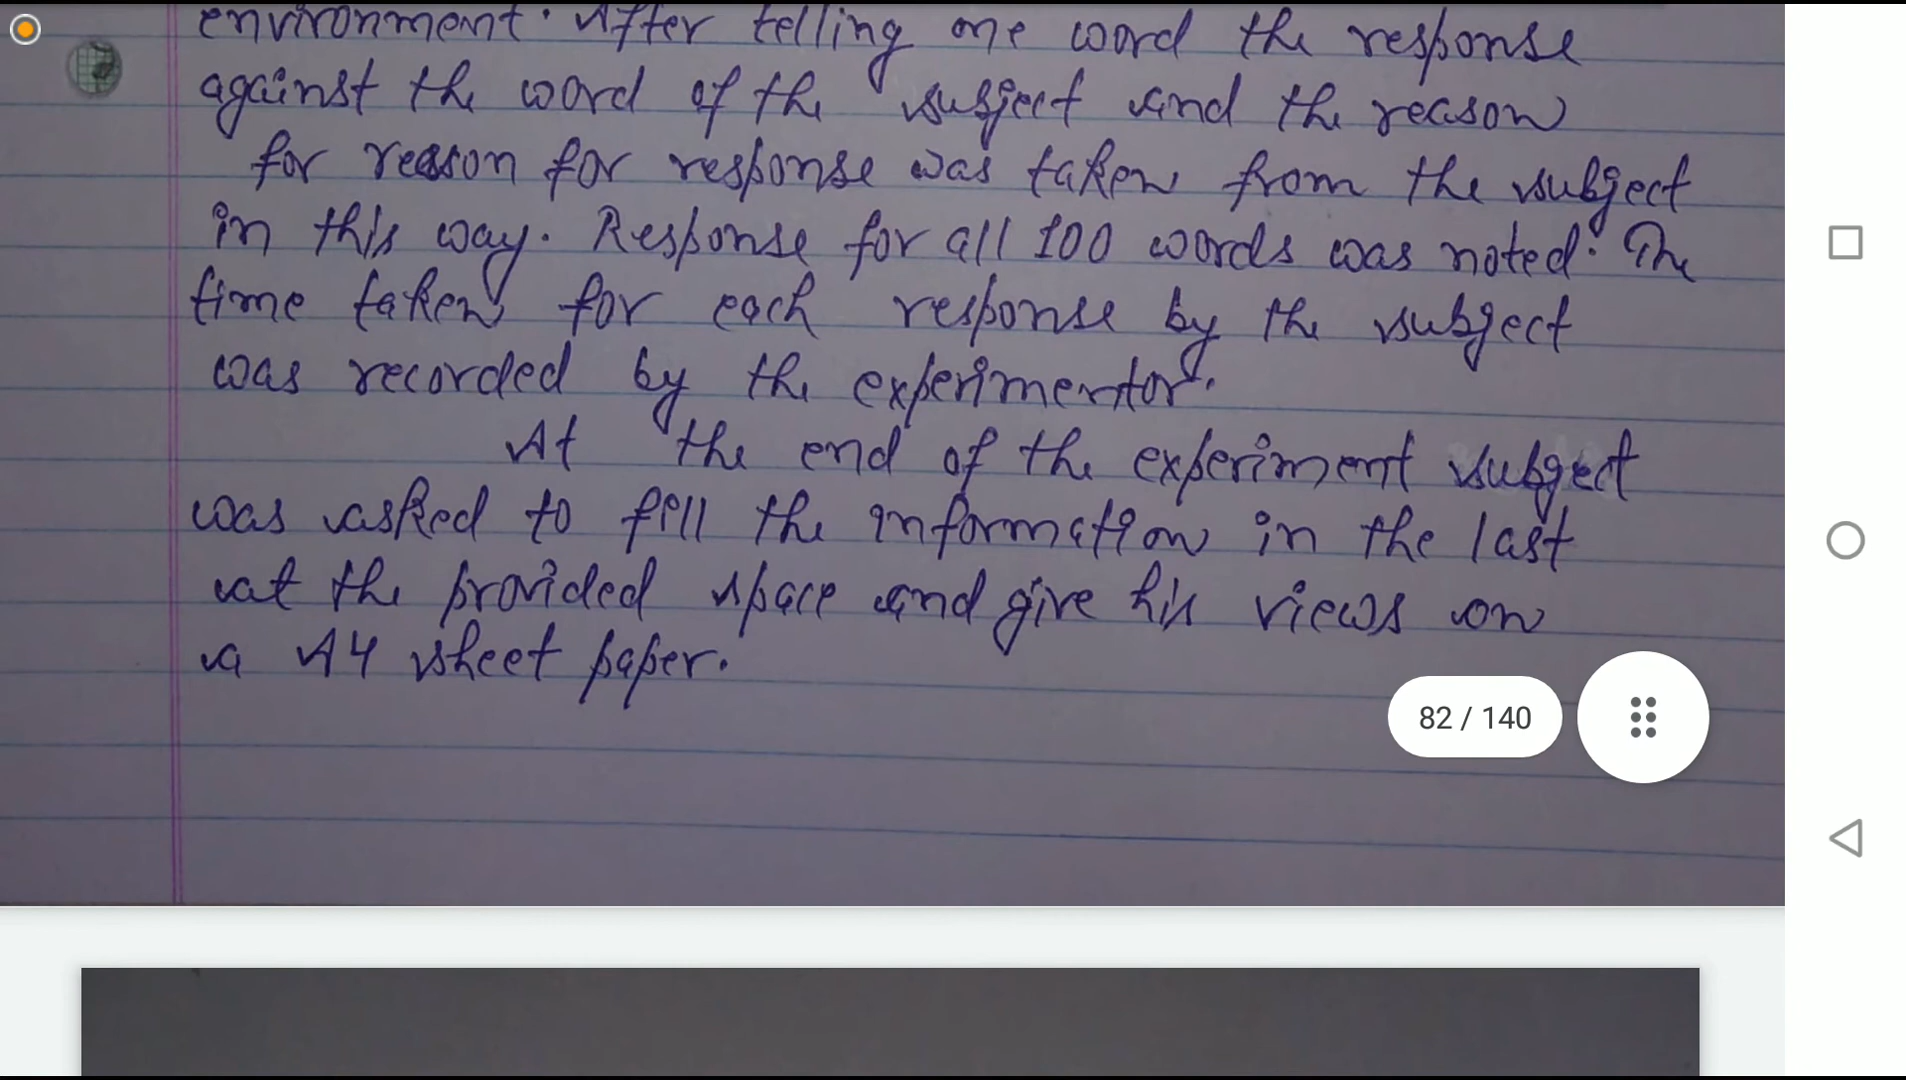 environment. After telling one word the response
against the word of the subject and the reason
for reason for response was taken from the subject
in this way. Response for all 100 words was noted. The
time taken for each response by the subject
was recorded by the experimentor.
At the end of the experiment subject
was asked to fill the information in the last
at the provided space and give his views on
a A4 sheet paper.
82 / 140